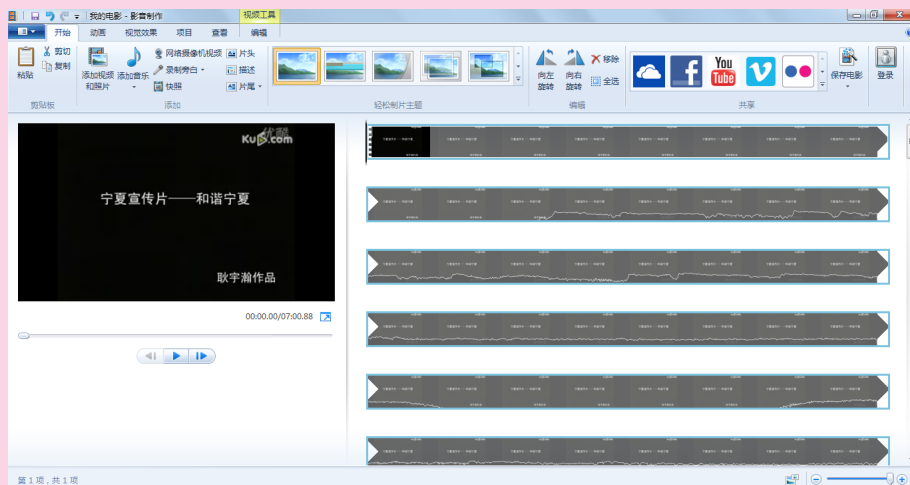 我的电影 - 影音制作
视频工具
开始 动画 视觉效果 项目 查看 编辑
粘贴
剪切
复制
添加视频和照片
添加音乐
网络摄像机视频
录制旁白
快照
片头
描述
片尾
向左旋转
向右旋转
移除
全选
You
Tube
保存电影
登录
剪贴板 添加 轻松制片主题 编辑 共享
优酷
Ku6.com
宁夏宣传片——和谐宁夏
耿宇瀚作品
00:00.00/07:00.88
第 1 项，共 1 项